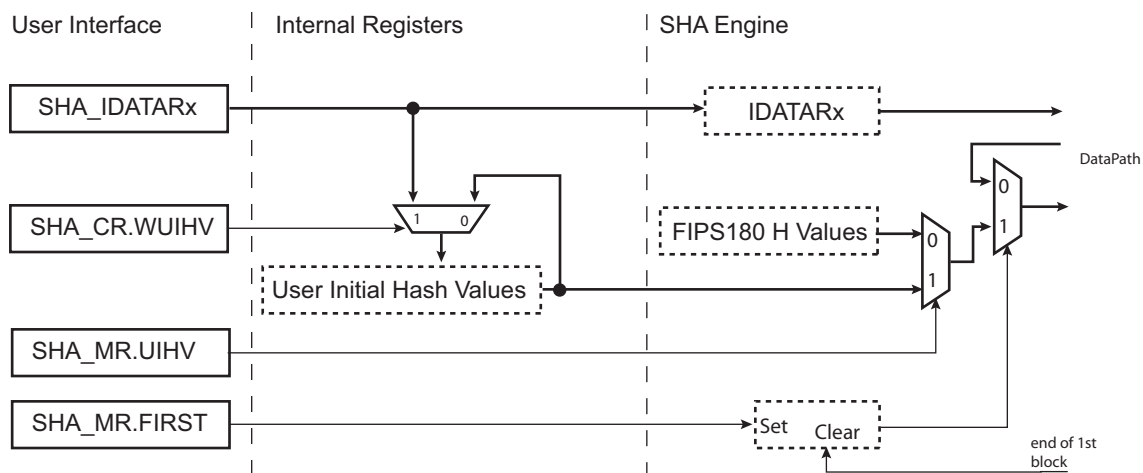 User Interface
Internal Registers
SHA Engine
SHA_IDATARx
IDATARx
DataPath
0
1
SHA_CR.WUIHV
1 0
FIPS180 H Values
0
1
User Initial Hash Values
SHA_MR.UIHV
SHA_MR.FIRST
Set
Clear
end of 1st
block